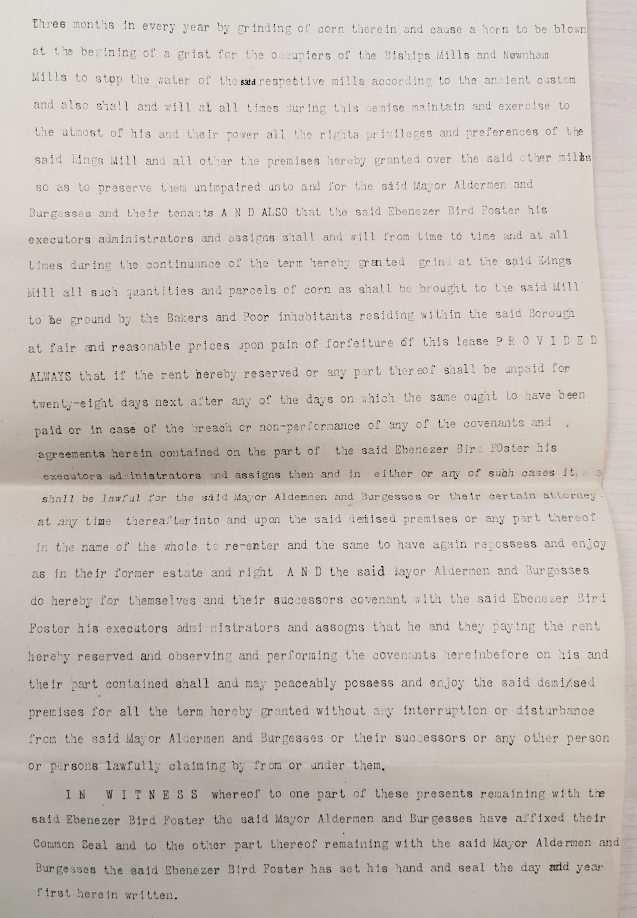 Three months in every year by grinding of corn therein and cause a horn to be blown
at the begining of a grist for the occupiers of the Biships Mills and Newnham
Mills to stop the water of the said respebtive mills according to the ancient custom
and also shall and will at all times during this demise maintain and exercise to
the utmost of his and their power all the rights privileges and preferences of the
said Kings Mill and all other the premises hereby granted over the said other mills
so as to preserve them unimpaired unto and for the said Mayor Aldermen and
Burgesses and their tenants A N D ALSO that the said Ebenezer Bird Foster his
executors administrators and assigns shall and will from time to time and at all
times during the continuance of the term hereby granted grind at the said Kings
Mill all such quantities and parcels of corn as shall be brought to the said Mill
to be ground by the Bakers and Poor inhabitants residing within the said Borough
at fair and reasonable prices upon pain of forfeiture of this lease P R O V I D E D
ALWAYS that if the rent hereby reserved or any part thereof shall be unpaid for
twenty-eight days next after any of the days on which the same ought to have been
paid or in case of the breach or non-performance of any of the covenants and
agreements herein contained on the part of the said Ebenezer Bird FOster his
executors administrators and assigns then and in either or any of subh cases it
shall be lawful for the said Mayor Aldermen and Burgesses or their certain attorney
at any time thereafter into and upon the said demised premises or any part thereof
in the name of the whole to re-enter and the same to have again repossess and enjoy
as in their former estate and right A N D the said Mayor Aldermen and Burgesses
do hereby for themselves and their successors covenant with the said Ebenezer Bird
Foster his executors administrators and assogns that he and they paying the rent
hereby reserved and observing and performing the covenants hereinbefore on his and
their part contained shall and may peaceably possess and enjoy the said demised
premises for all the term hereby granted without any interruption or disturbance
from the said Mayor Aldermen and Burgesses or their successors or any other person
or persons lawfully claiming by from or under them.
I N W I T N E S S whereof to one part of these presents remaining with the
said Ebenezer Bird Foster the said Mayor Aldermen and Burgesses have affixed their
Common Seal and to the other part thereof remaining with the said Mayor Aldermen and
Burgesses the said Ebenezer Bird Foster has set his hand and seal the day and year
first herein written.